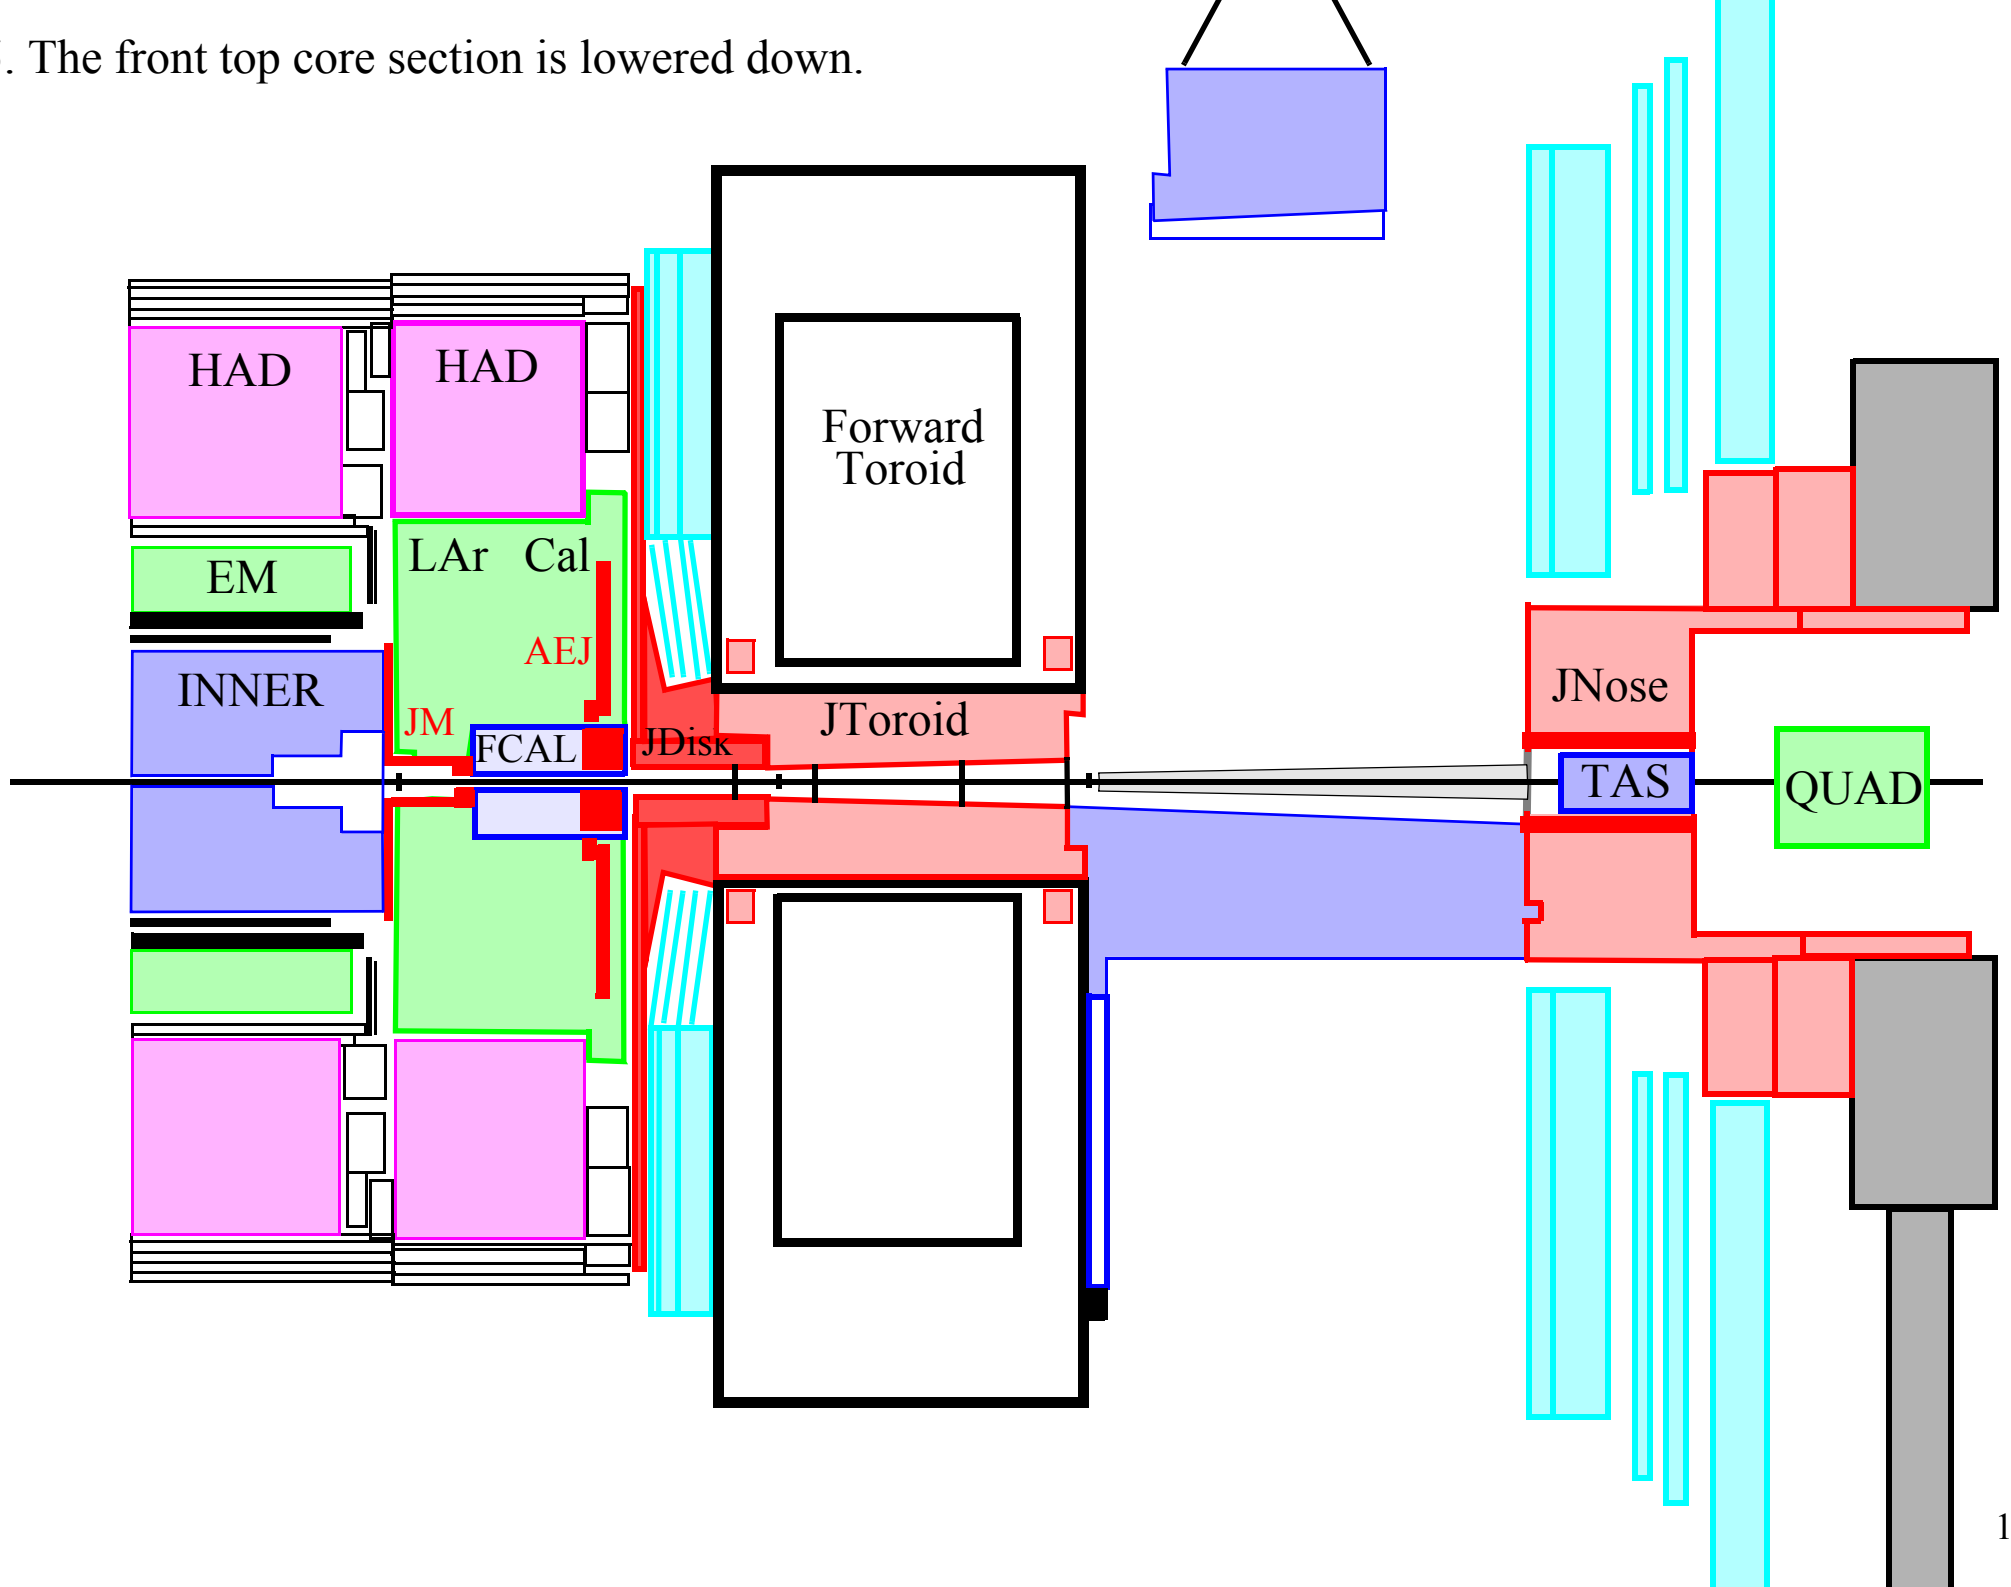 . The front top core section is lowered down.
HAD
HAD
Forward
Toroid
LAr Cal
EM
AEJ
INNER
JM
FCAL
JDisk
JToroid
JNose
TAS
QUAD
1